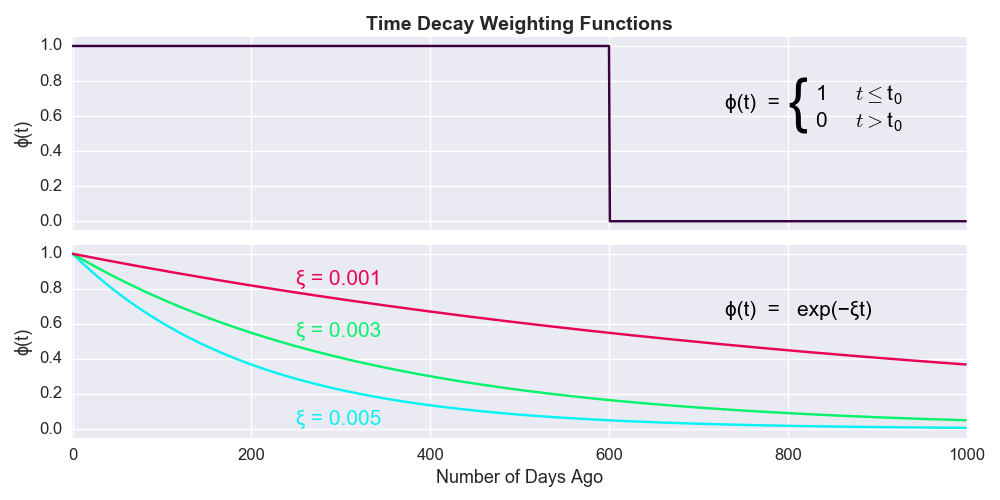 Time Decay Weighting Functions
1.0
0.8
0.6
0.4
0.2
0.0
ϕ(t)
ϕ(t) = { 1 t ≤ t₀
0 t > t₀
1.0
0.8
0.6
0.4
0.2
0.0
ϕ(t)
ξ = 0.001
ξ = 0.003
ξ = 0.005
ϕ(t) = exp(−ξt)
0 200 400 600 800 1000
Number of Days Ago